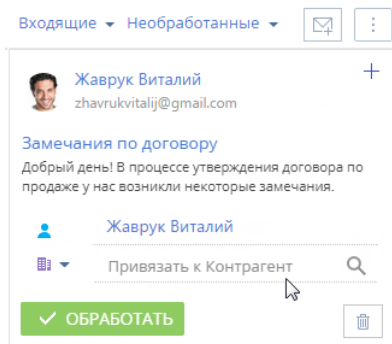 Входящие Необработанные
Жаврук Виталий
zhavrukvitalij@gmail.com
Замечания по договору
Добрый день! В процессе утверждения договора по
продаже у нас возникли некоторые замечания.
Жаврук Виталий
Привязать к Контрагент
ОБРАБОТАТЬ